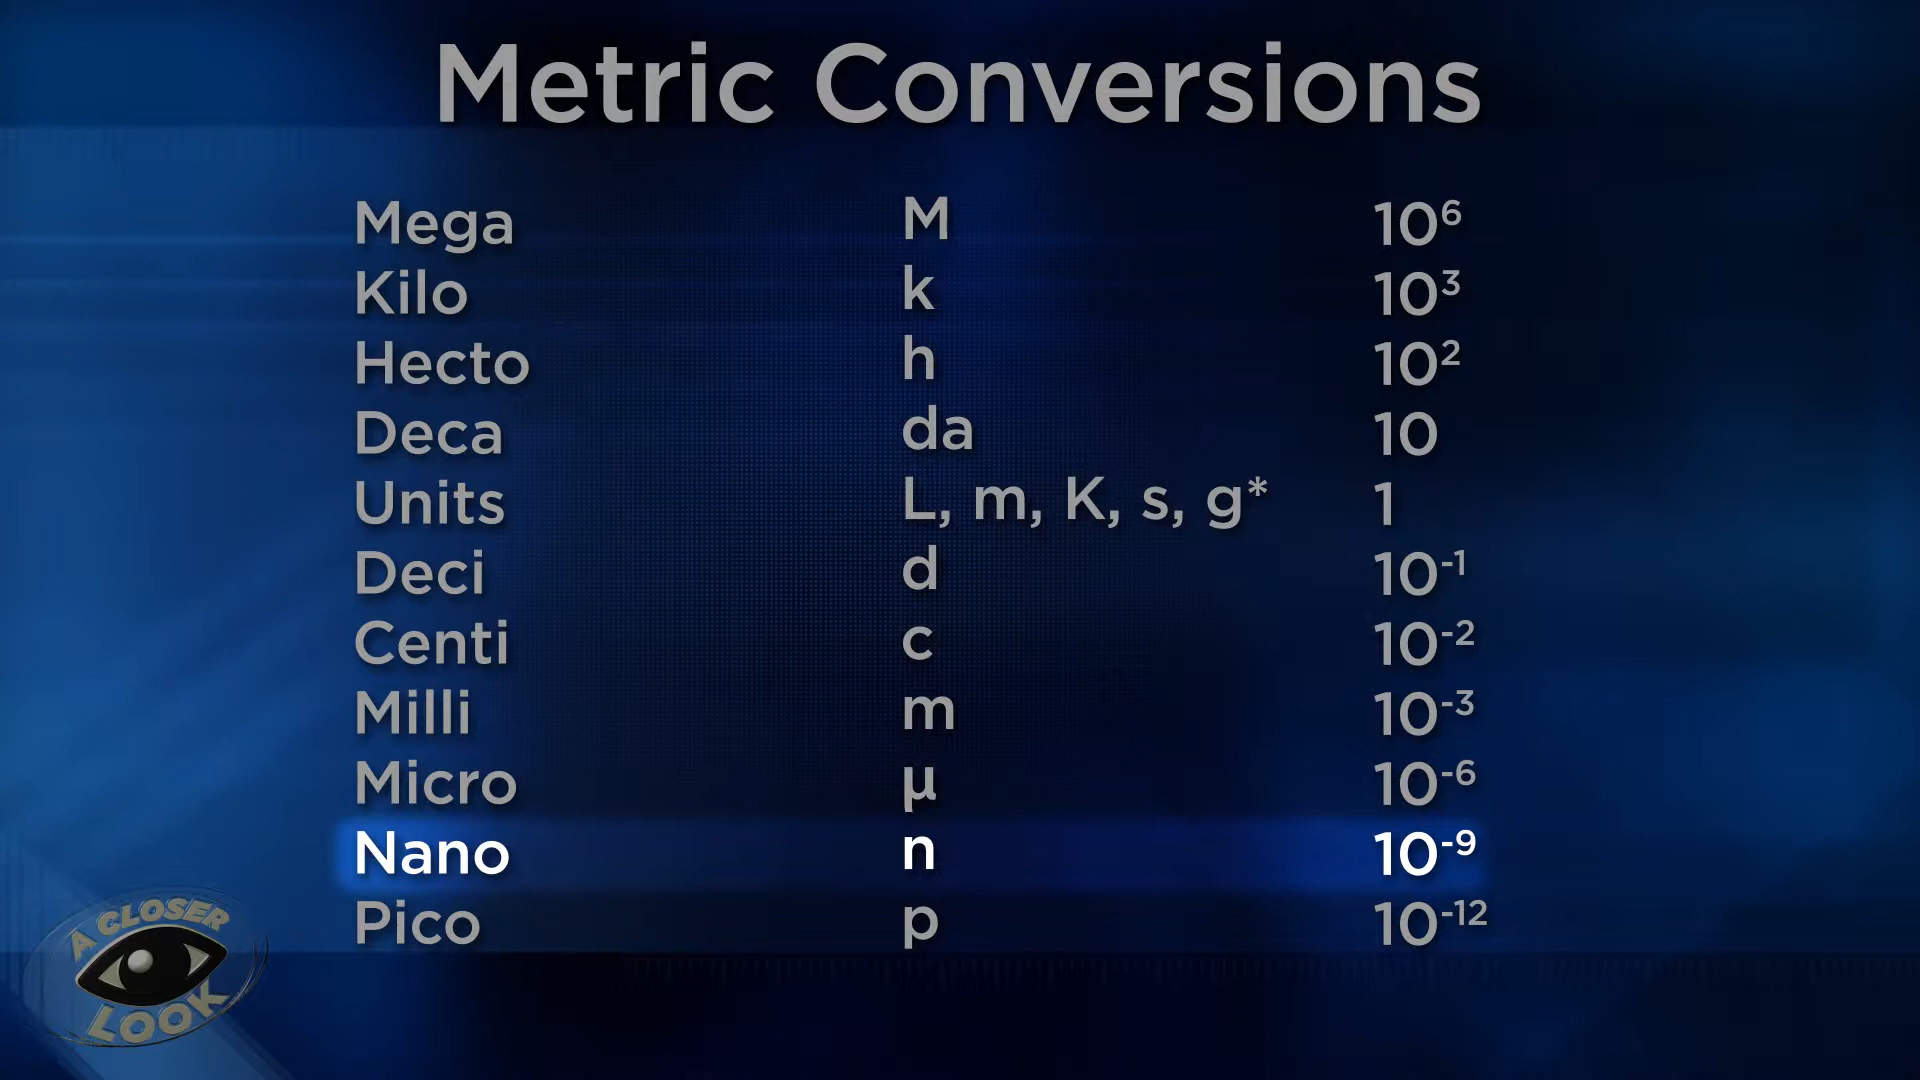 Metric Conversions
Mega M 10⁶
Kilo k 10³
Hecto h 10²
Deca da 10
Units L, m, K, s, g* 1
Deci d 10⁻¹
Centi c 10⁻²
Milli m 10⁻³
Micro µ 10⁻⁶
Nano n 10⁻⁹
Pico p 10⁻¹²
A CLOSER
LOOK